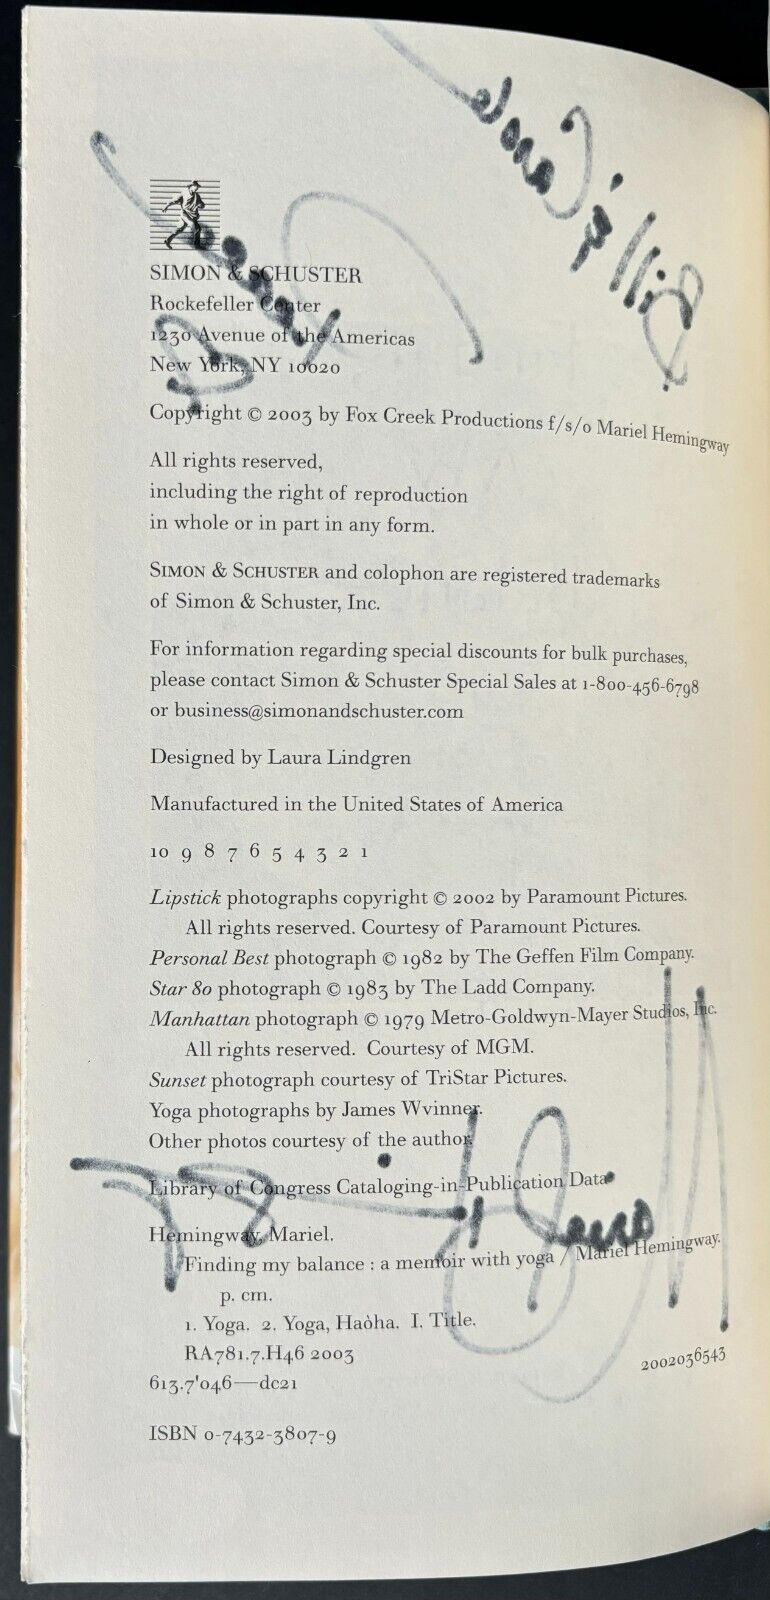 Bill & Carole
SIMON & SCHUSTER
Rockefeller Center
1230 Avenue of the Americas
New York, NY 10020
Copyright © 2003 by Fox Creek Productions f/s/o Mariel Hemingway
All rights reserved,
including the right of reproduction
in whole or in part in any form.
SIMON & SCHUSTER and colophon are registered trademarks
of Simon & Schuster, Inc.
For information regarding special discounts for bulk purchases,
please contact Simon & Schuster Special Sales at 1-800-456-6798
or business@simonandschuster.com
Designed by Laura Lindgren
Manufactured in the United States of America
10 9 8 7 6 5 4 3 2 1
Lipstick photographs copyright © 2002 by Paramount Pictures.
All rights reserved. Courtesy of Paramount Pictures.
Personal Best photograph © 1982 by The Geffen Film Company.
Star 80 photograph © 1983 by The Ladd Company.
Manhattan photograph © 1979 Metro-Goldwyn-Mayer Studios, Inc.
All rights reserved. Courtesy of MGM.
Sunset photograph courtesy of TriStar Pictures.
Yoga photographs by James Wvinner.
Other photos courtesy of the author.
Library of Congress Cataloging-in-Publication Data
Hemingway, Mariel.
Finding my balance : a memoir with yoga / Mariel Hemingway.
p. cm.
1. Yoga. 2. Yoga, Haòha. I. Title.
RA781.7.H46 2003
613.7'046—dc21
2002036543
ISBN 0-7432-3807-9